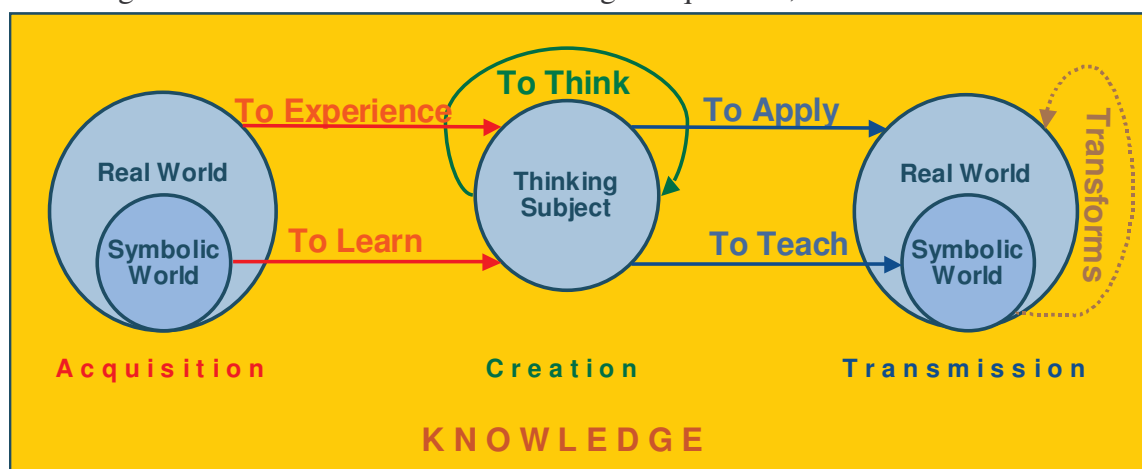 To Think
To Experience
To Apply
Transforms
Real World
Thinking
Subject
Real World
Symbolic
World
To Learn
To Teach
Symbolic
World
Acquisition
Creation
Transmission
KNOWLEDGE